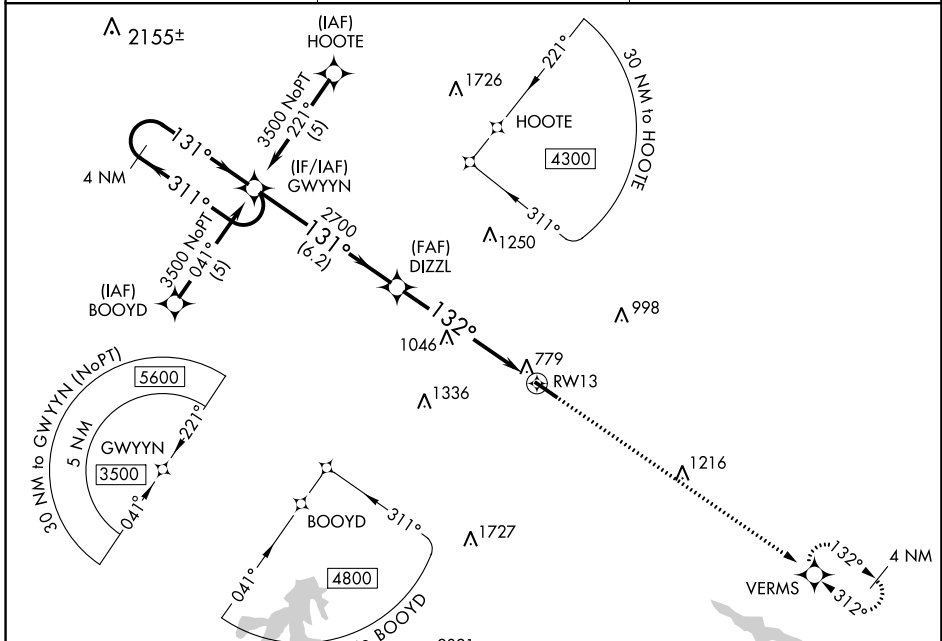 2155±
(IAF)
HOOTE
3500 NoPT
221°
(5)
131°
4 NM
311°
(IF/IAF)
GWYYN
3500 NoPT
041°
(5)
(IAF)
BOOYD
2700
131°
(6.2)
(FAF)
DIZZL
132°
1046
779
RW13
1336
998
1726
1250
221°
30 NM to HOOTE
HOOTE
4300
311°
30 NM to GWYYN (NoPT)
5600
5 NM
221°
GWYYN
3500
041°
BOOYD
311°
041°
4800
BOOYD
1727
1216
VERMS
132°
4 NM
312°